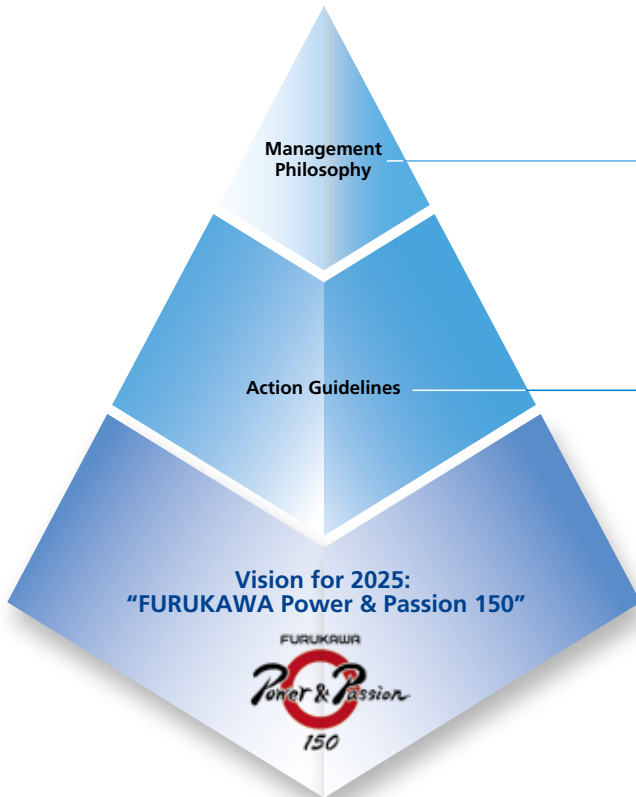 Management
Philosophy
Action Guidelines
Vision for 2025:
“FURUKAWA Power & Passion 150”
FURUKAWA
Power & Passion
150